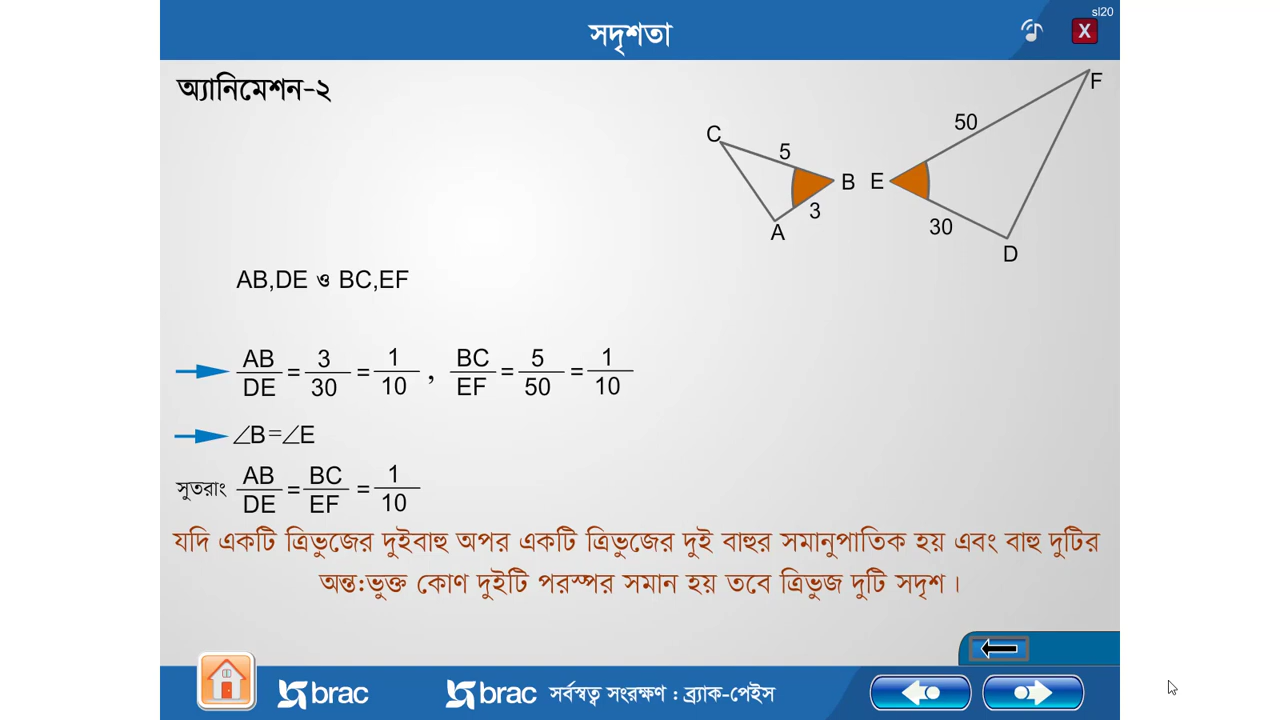 sl20
সদৃশতা
X
অ্যানিমেশন-২
F
50
C
5
B E
3
30
A
D
AB,DE ও BC,EF
AB/DE = 3/30 = 1/10 , BC/EF = 5/50 = 1/10
∠B=∠E
সুতরাং AB/DE = BC/EF = 1/10
যদি একটি ত্রিভুজের দুইবাহু অপর একটি ত্রিভুজের দুই বাহুর সমানুপাতিক হয় এবং বাহু দুটির
অন্ত:ভুক্ত কোণ দুইটি পরস্পর সমান হয় তবে ত্রিভুজ দুটি সদৃশ।
brac brac সর্বস্বত্ব সংরক্ষণ : ব্র্যাক-পেইস